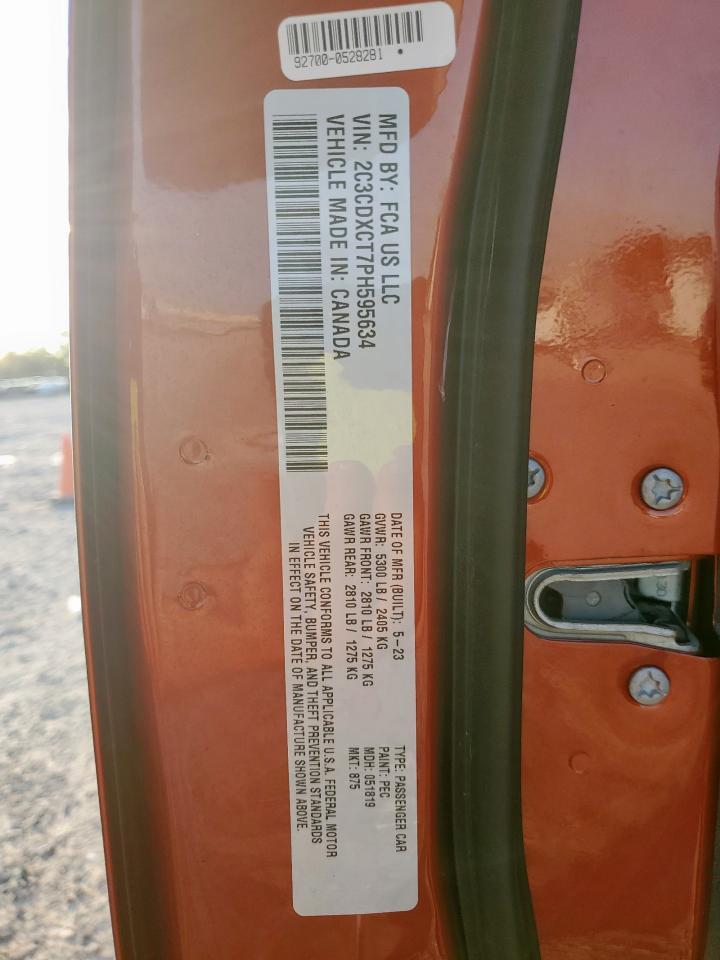 92700-0528281
MFD BY: FCA US LLC
VIN: 2C3CDXCT7PH595634
VEHICLE MADE IN: CANADA
DATE OF MFR (BUILT): 5-23
GVWR: 5300 LB / 2405 KG
GAWR FRONT: 2810 LB / 1275 KG
GAWR REAR: 2810 LB / 1275 KG
TYPE: PASSENGER CAR
PAINT: PEC
MDH: 051819
MKT: 875
THIS VEHICLE CONFORMS TO ALL APPLICABLE U.S.A. FEDERAL MOTOR
VEHICLE SAFETY, BUMPER, AND THEFT PREVENTION STANDARDS
IN EFFECT ON THE DATE OF MANUFACTURE SHOWN ABOVE.